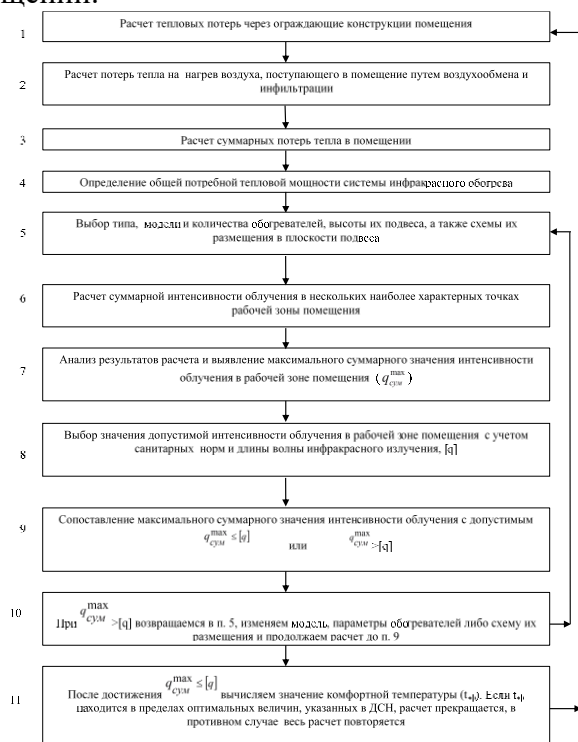 щений.
1
Расчет тепловых потерь через ограждающие конструкции помещения
2
Расчет потерь тепла на нагрев воздуха, поступающего в помещение путем воздухообмена и
инфильтрации
3
Расчет суммарных потерь тепла в помещении
4
Определение общей потребной тепловой мощности системы инфракрасного обогрева
5
Выбор типа, модели и количества обогревателей, высоты их подвеса, а также схемы их
размещения в плоскости подвеса
6
Расчет суммарной интенсивности облучения в нескольких наиболее характерных точках
рабочей зоны помещения
7
Анализ результатов расчета и выявление максимального суммарного значения интенсивности
облучения в рабочей зоне помещения (q_сум^max)
8
Выбор значения допустимой интенсивности облучения в рабочей зоне помещения с учетом
санитарных норм и длины волны инфракрасного излучения, [q]
9
Сопоставление максимального суммарного значения интенсивности облучения с допустимым
q_сум^max ≤ [q] или q_сум^max >[q]
10
При q_сум^max >[q] возвращаемся в п. 5, изменяем модель, параметры обогревателей либо схему их
размещения и продолжаем расчет до п. 9
11
После достижения q_сум^max ≤ [q] вычисляем значение комфортной температуры (t). Если t
находится в пределах оптимальных величин, указанных в ДСН, расчет прекращается, в
противном случае весь расчет повторяется